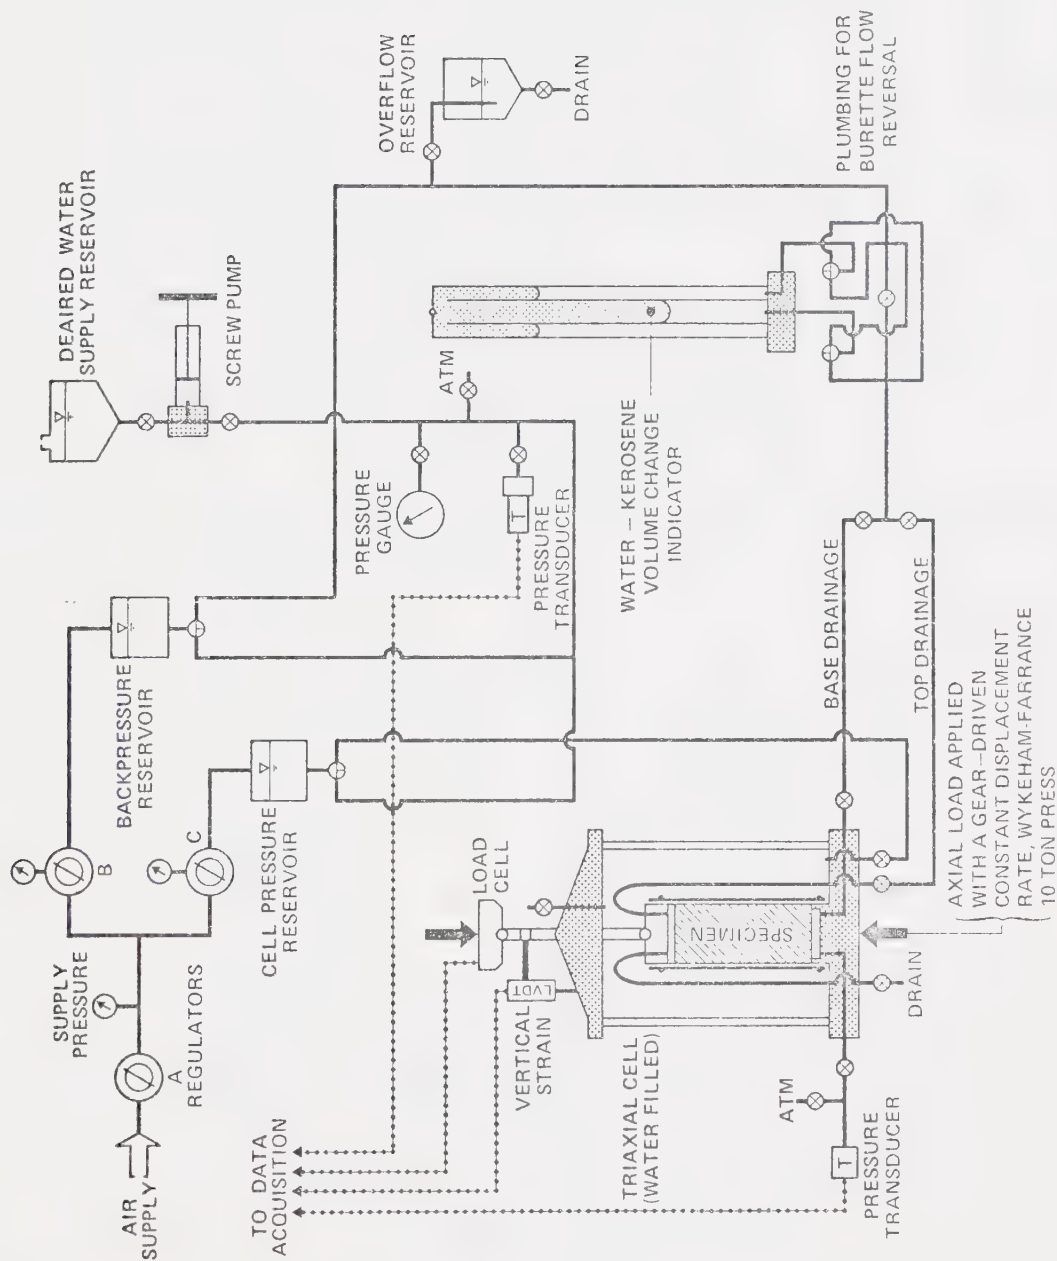 AIR
SUPPLY
A
REGULATORS
SUPPLY
PRESSURE
B
C
BACKPRESSURE
RESERVOIR
CELL PRESSURE
RESERVOIR
DEAIRED WATER
SUPPLY RESERVOIR
SCREW PUMP
OVERFLOW
RESERVOIR
DRAIN
PRESSURE
GAUGE
ATM
T
PRESSURE
TRANSDUCER
TO DATA
ACQUISITION
LOAD
CELL
LVDT
VERTICAL
STRAIN
WATER – KEROSENE
VOLUME CHANGE
INDICATOR
PLUMBING FOR
BURETTE FLOW
REVERSAL
TRIAXIAL CELL
(WATER FILLED)
SPECIMEN
BASE DRAINAGE
TOP DRAINAGE
ATM
T
PRESSURE
TRANSDUCER
DRAIN
AXIAL LOAD APPLIED
WITH A GEAR–DRIVEN
CONSTANT DISPLACEMENT
RATE, WYKEHAM-FARRANCE
10 TON PRESS